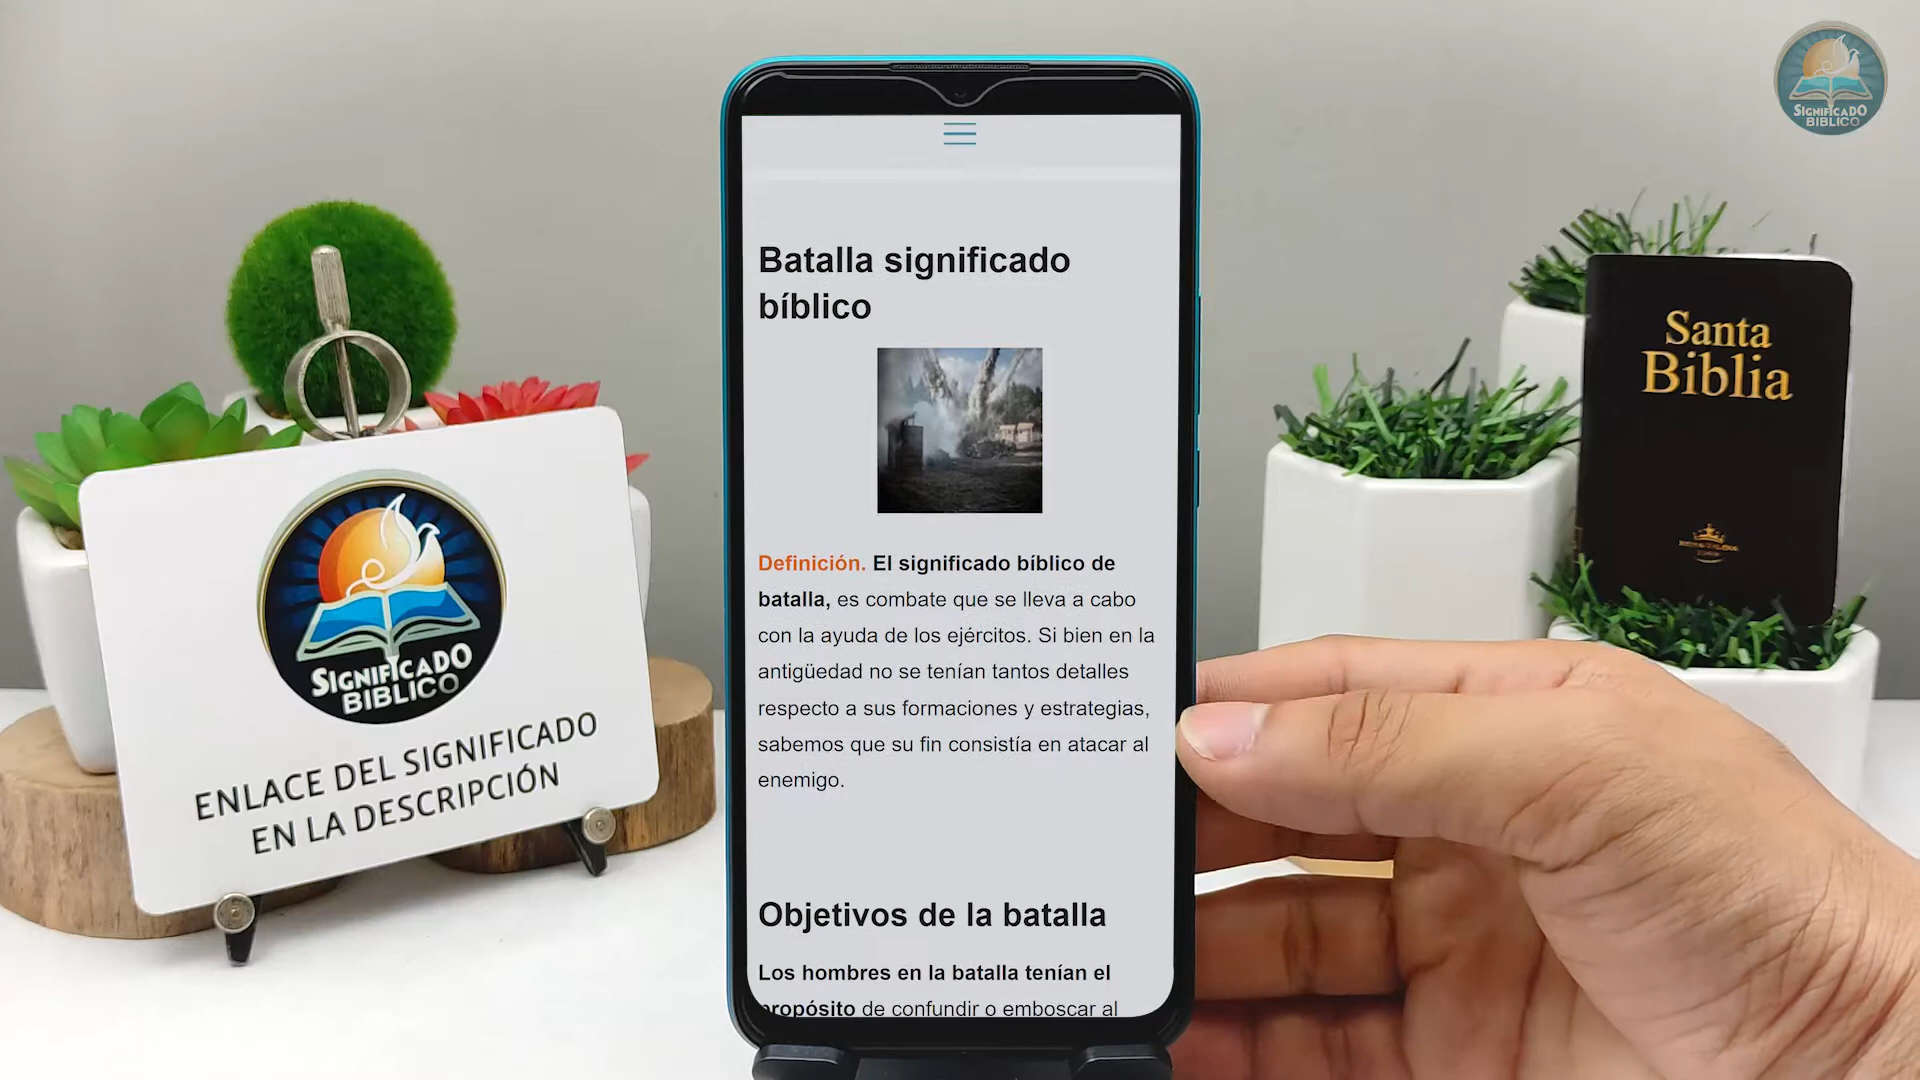 SIGNIFICADO
BIBLICO
Batalla significado
bíblico
Definición. El significado bíblico de
batalla, es combate que se lleva a cabo
con la ayuda de los ejércitos. Si bien en la
antigüedad no se tenían tantos detalles
respecto a sus formaciones y estrategias,
sabemos que su fin consistía en atacar al
enemigo.
Objetivos de la batalla
Los hombres en la batalla tenían el
propósito de confundir o emboscar al
SIGNIFICADO
BIBLICO
ENLACE DEL SIGNIFICADO
EN LA DESCRIPCIÓN
Santa
Biblia